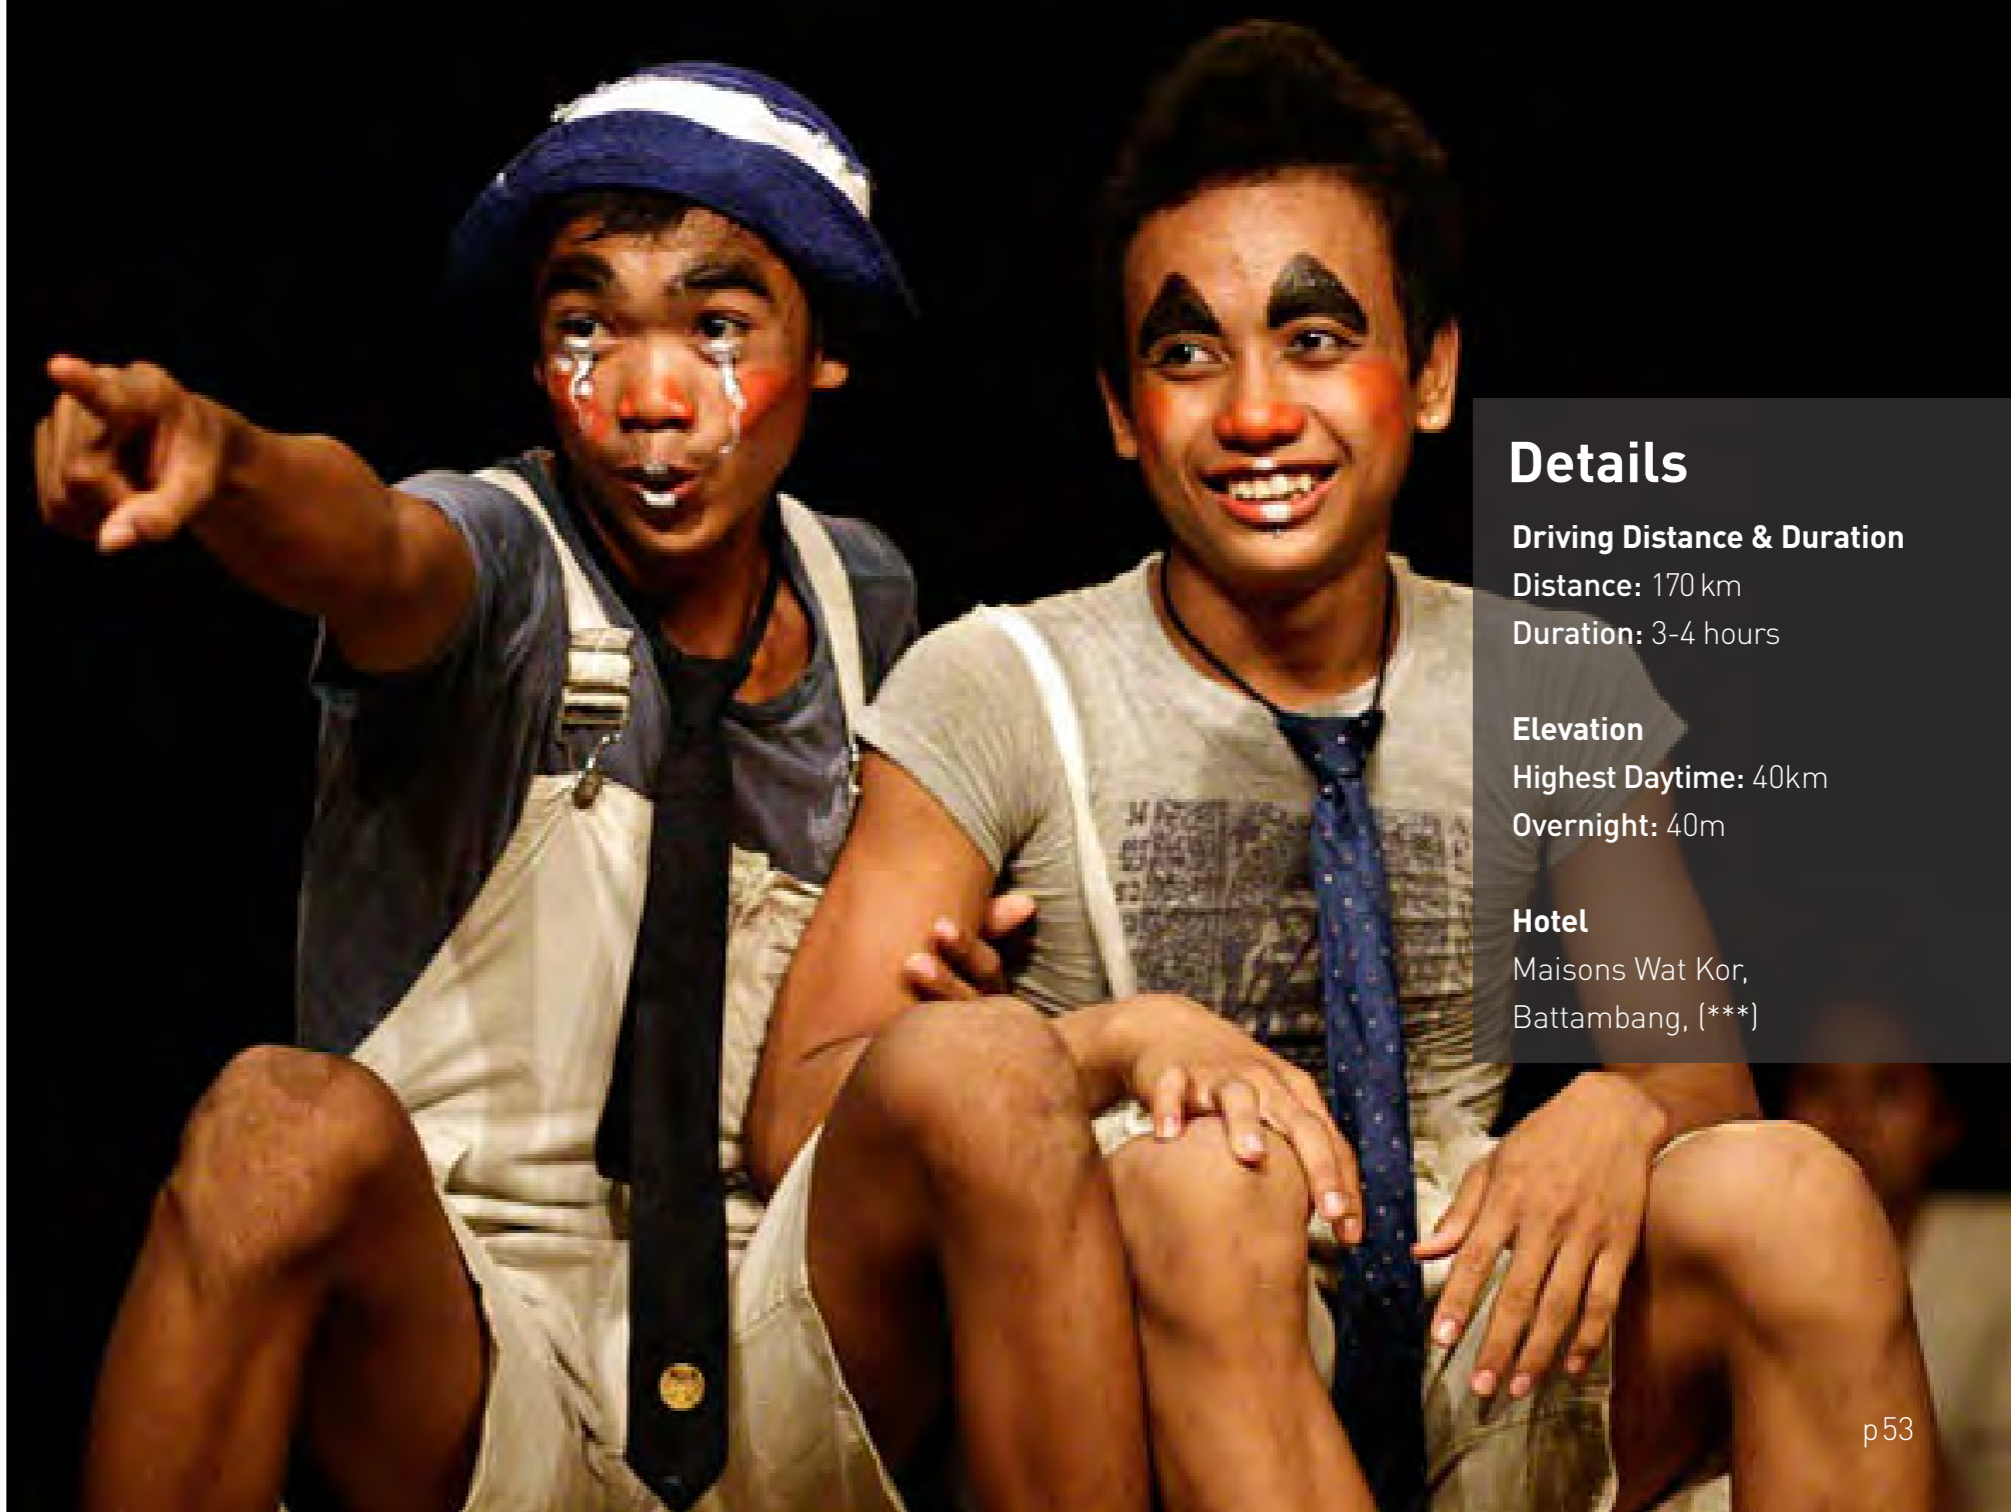 Details
Driving Distance & Duration
Distance: 170 km
Duration: 3-4 hours
Elevation
Highest Daytime: 40km
Overnight: 40m
Hotel
Maisons Wat Kor,
Battambang, (***)
p 53